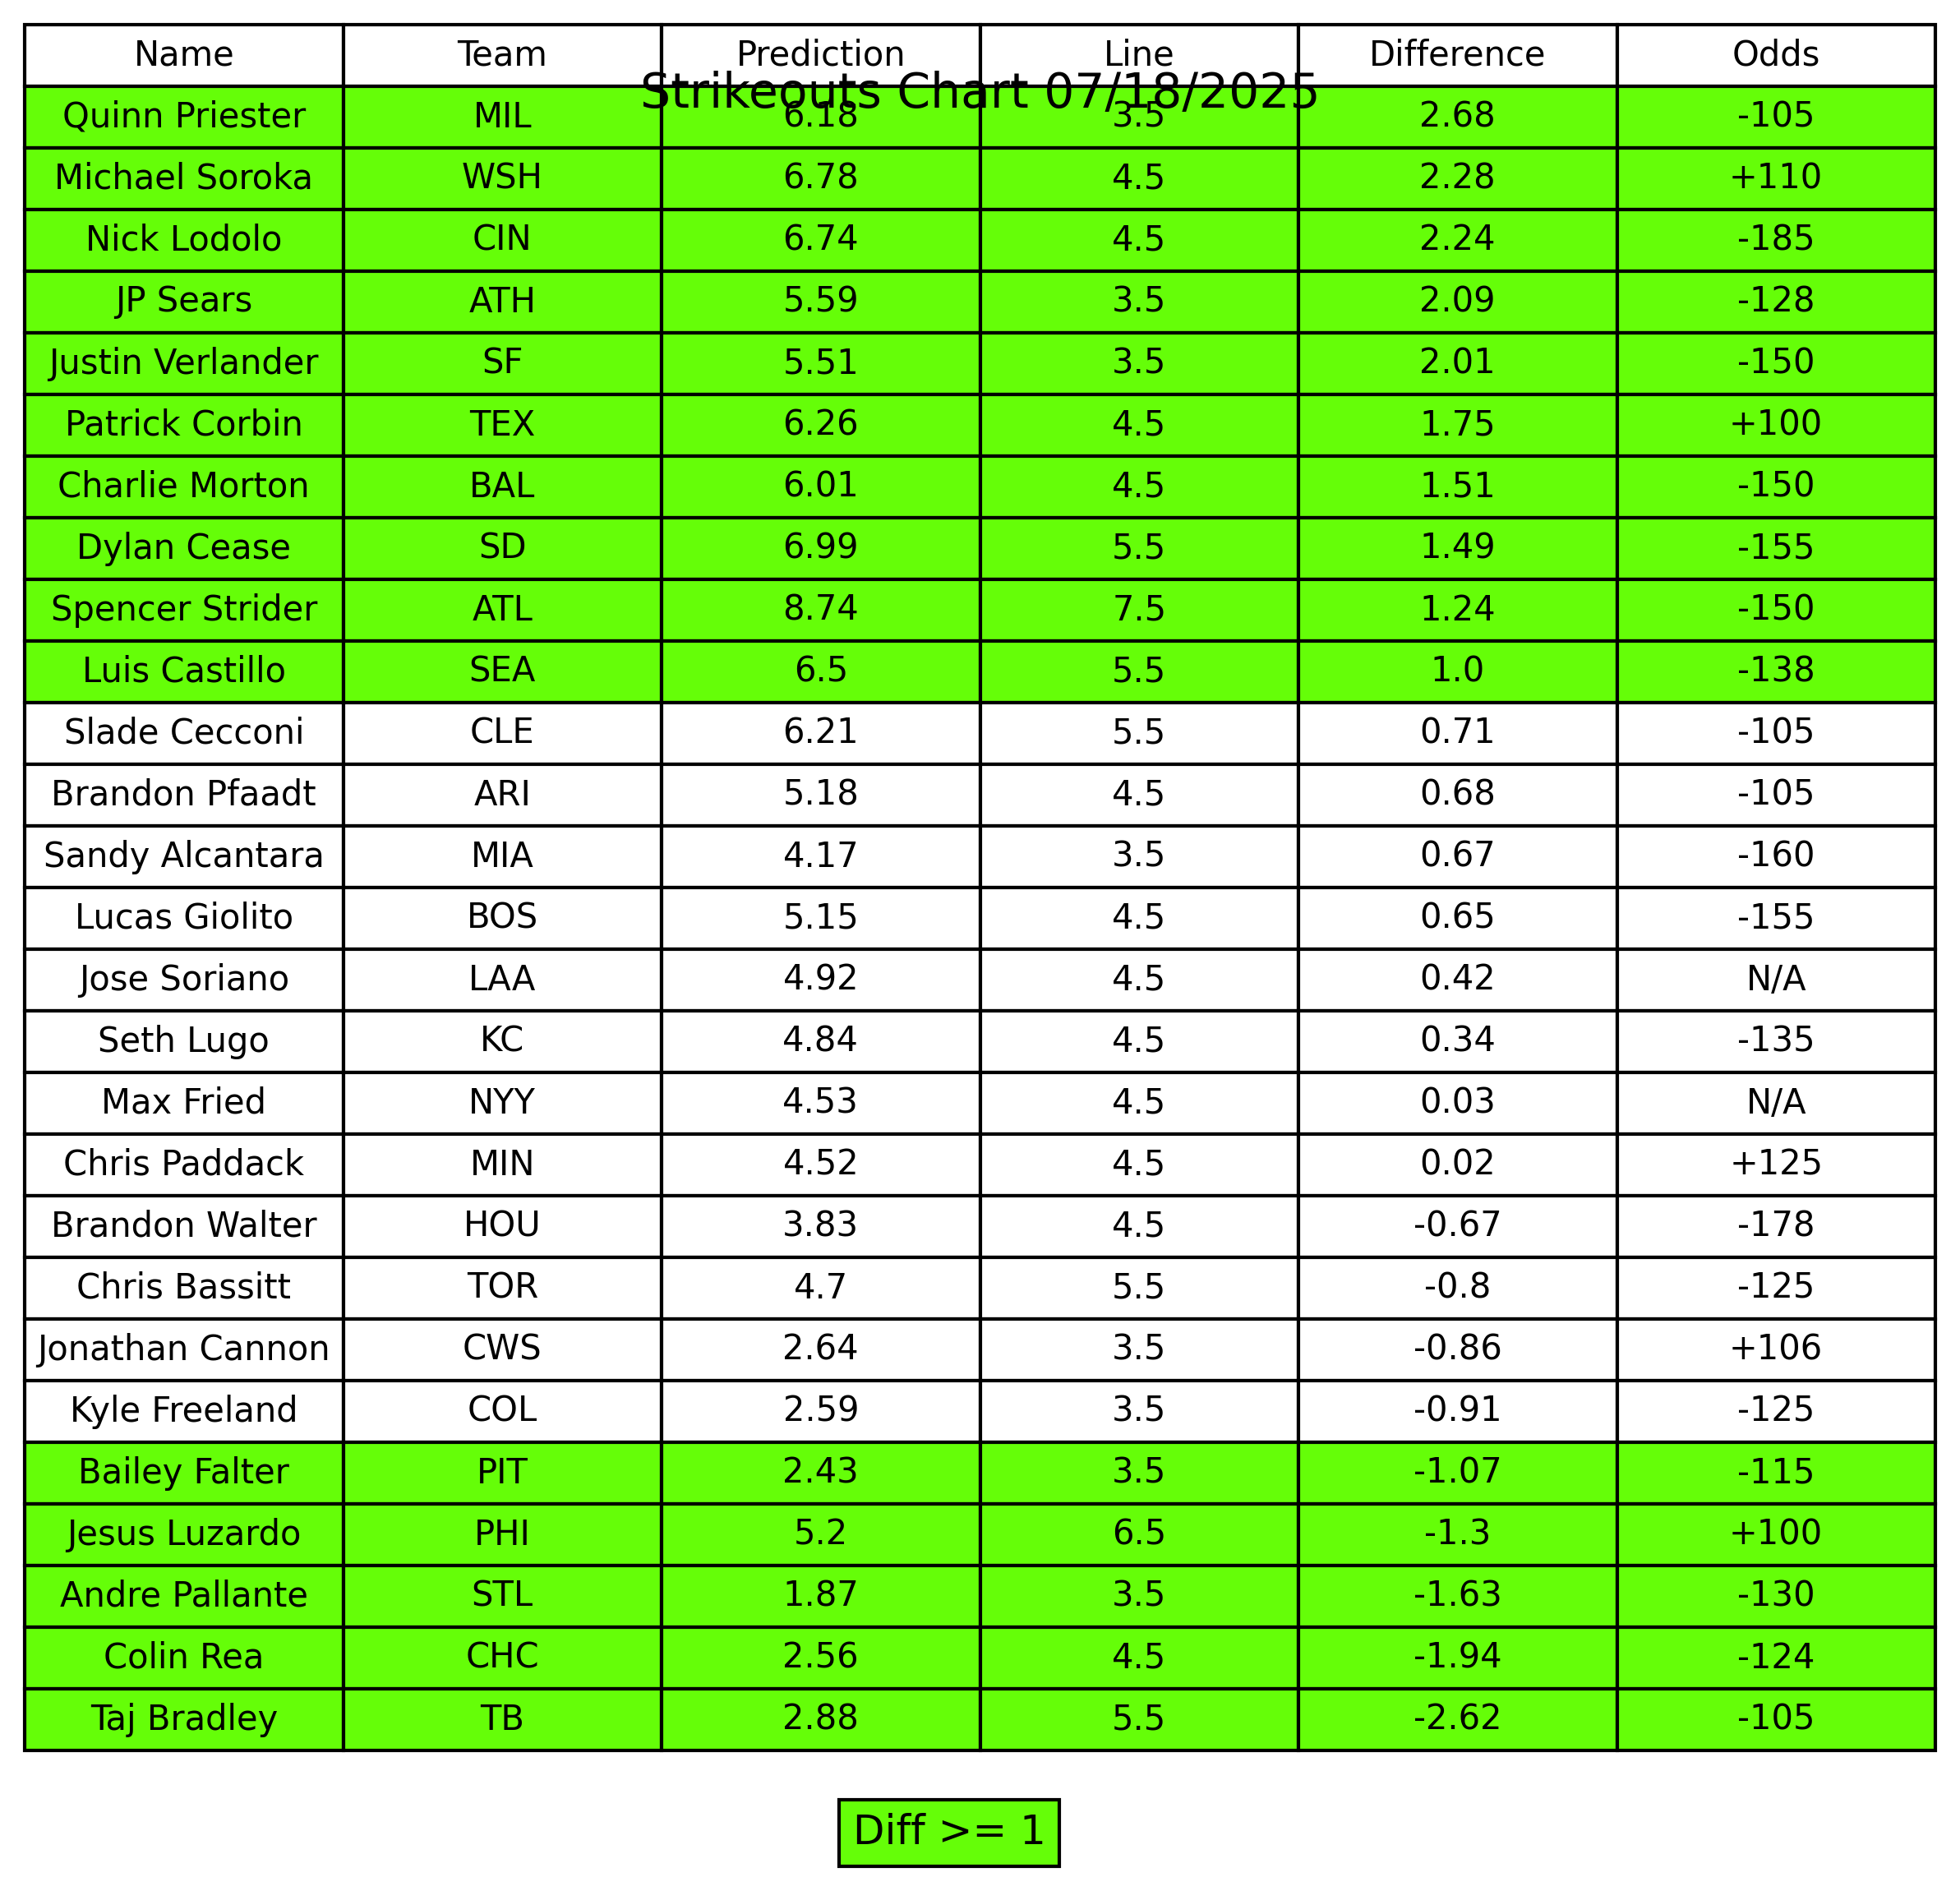 Name Team Prediction Line Difference Odds
Strikeouts Chart 07/18/2025
Quinn Priester MIL 6.18 3.5 2.68 -105
Michael Soroka WSH 6.78 4.5 2.28 +110
Nick Lodolo CIN 6.74 4.5 2.24 -185
JP Sears ATH 5.59 3.5 2.09 -128
Justin Verlander SF 5.51 3.5 2.01 -150
Patrick Corbin TEX 6.26 4.5 1.75 +100
Charlie Morton BAL 6.01 4.5 1.51 -150
Dylan Cease SD 6.99 5.5 1.49 -155
Spencer Strider ATL 8.74 7.5 1.24 -150
Luis Castillo SEA 6.5 5.5 1.0 -138
Slade Cecconi CLE 6.21 5.5 0.71 -105
Brandon Pfaadt ARI 5.18 4.5 0.68 -105
Sandy Alcantara MIA 4.17 3.5 0.67 -160
Lucas Giolito BOS 5.15 4.5 0.65 -155
Jose Soriano LAA 4.92 4.5 0.42 N/A
Seth Lugo KC 4.84 4.5 0.34 -135
Max Fried NYY 4.53 4.5 0.03 N/A
Chris Paddack MIN 4.52 4.5 0.02 +125
Brandon Walter HOU 3.83 4.5 -0.67 -178
Chris Bassitt TOR 4.7 5.5 -0.8 -125
Jonathan Cannon CWS 2.64 3.5 -0.86 +106
Kyle Freeland COL 2.59 3.5 -0.91 -125
Bailey Falter PIT 2.43 3.5 -1.07 -115
Jesus Luzardo PHI 5.2 6.5 -1.3 +100
Andre Pallante STL 1.87 3.5 -1.63 -130
Colin Rea CHC 2.56 4.5 -1.94 -124
Taj Bradley TB 2.88 5.5 -2.62 -105
Diff >= 1